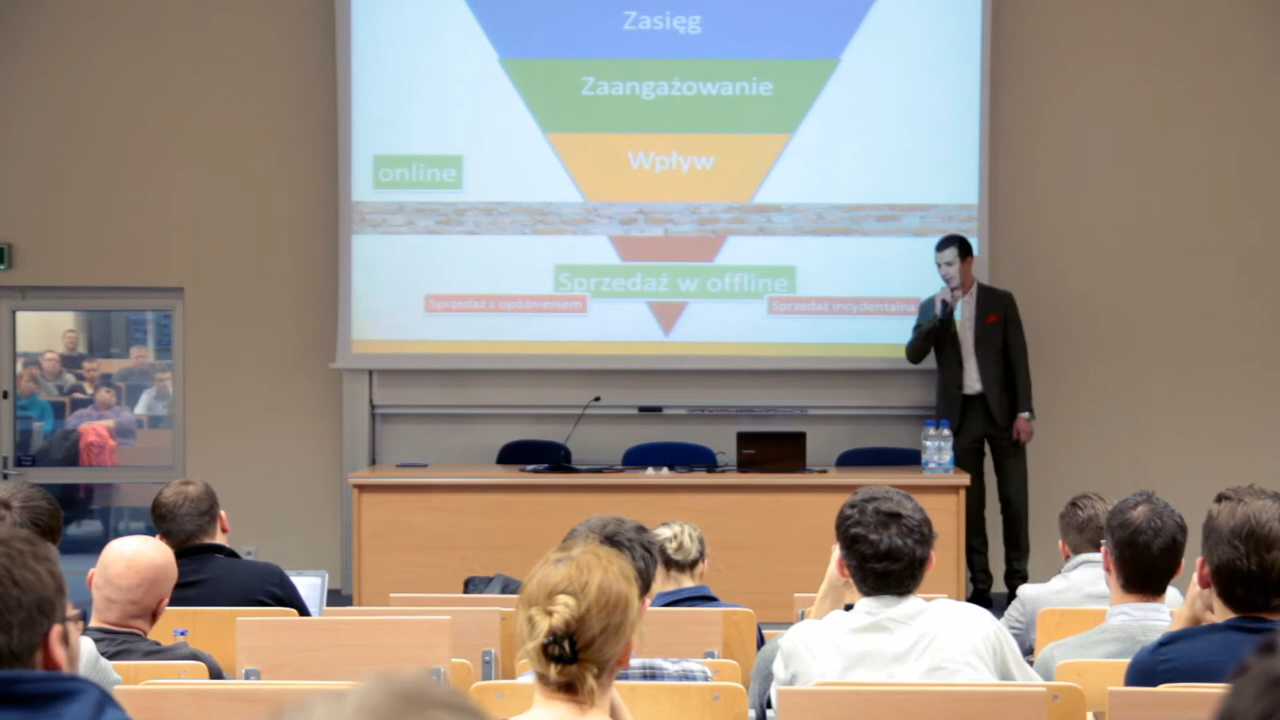 Zasięg
Zaangażowanie
Wpływ
online
Sprzedaż w offline
Sprzedaż z opóźnieniem
Sprzedaż incydentalna